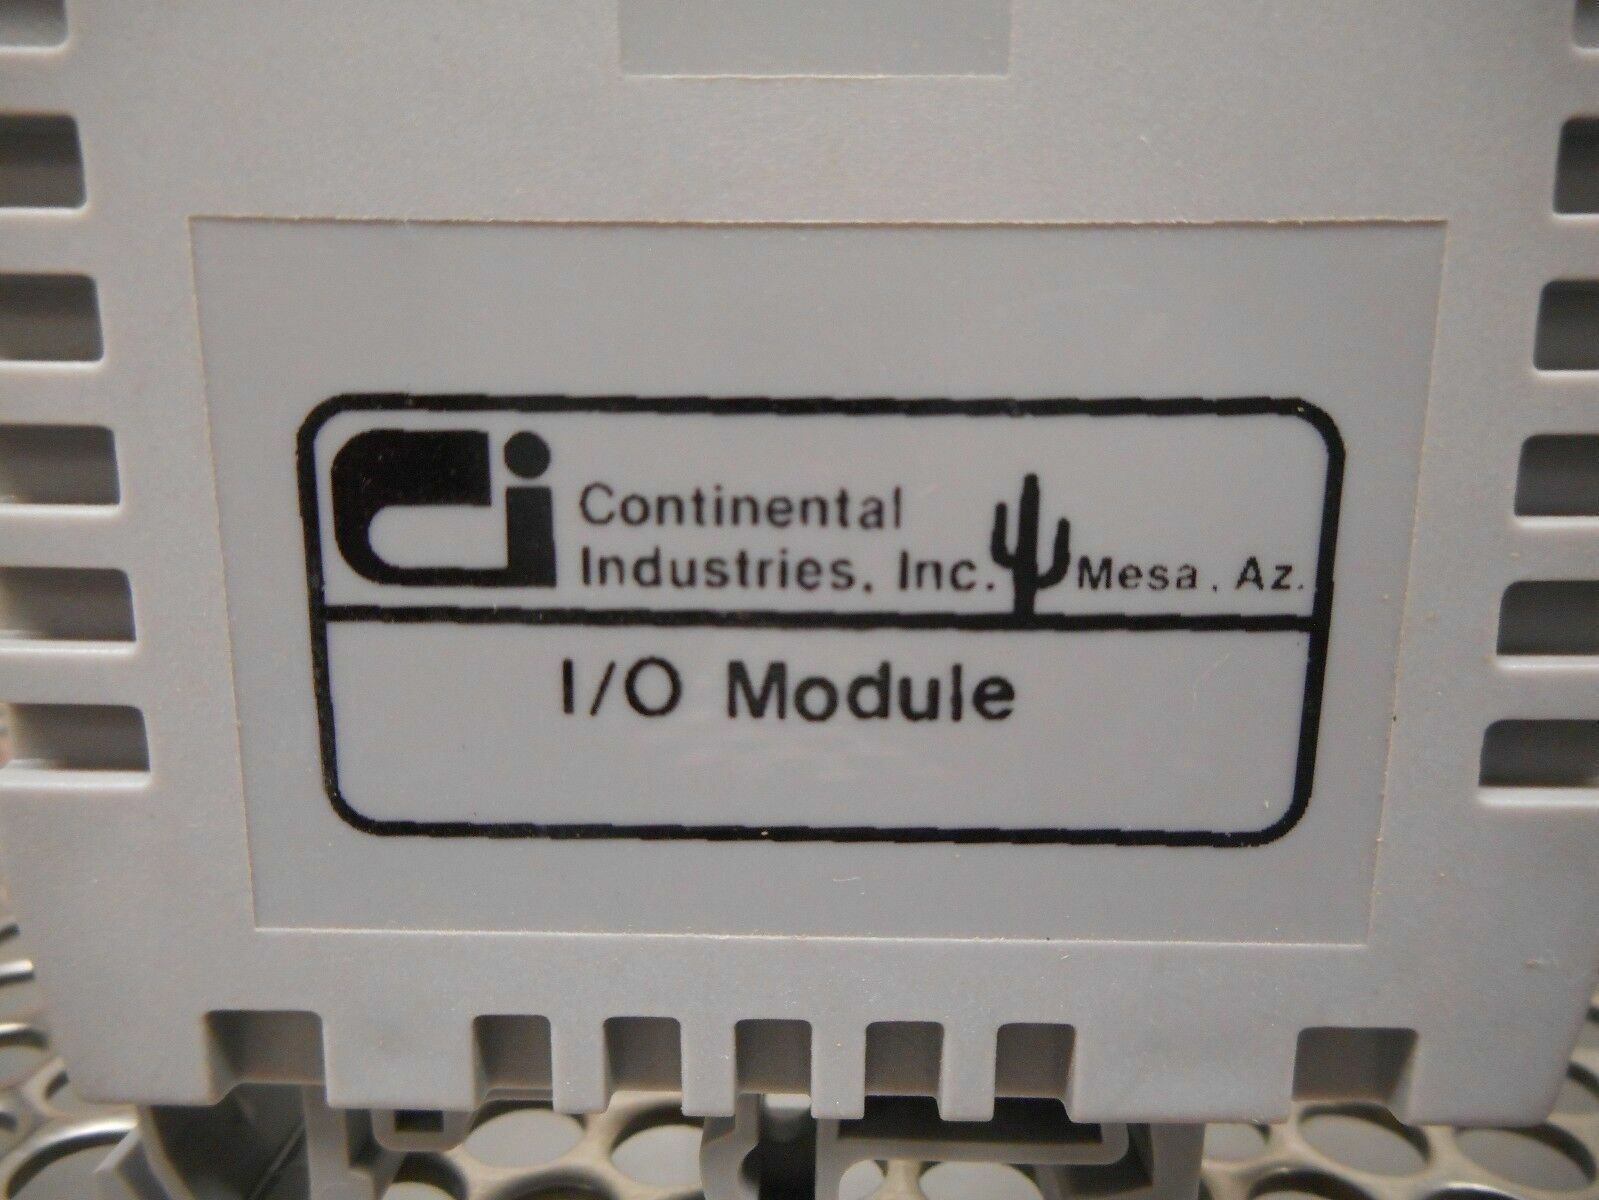 Ci
Continental
Industries, Inc.
Mesa, Az.
I/O Module